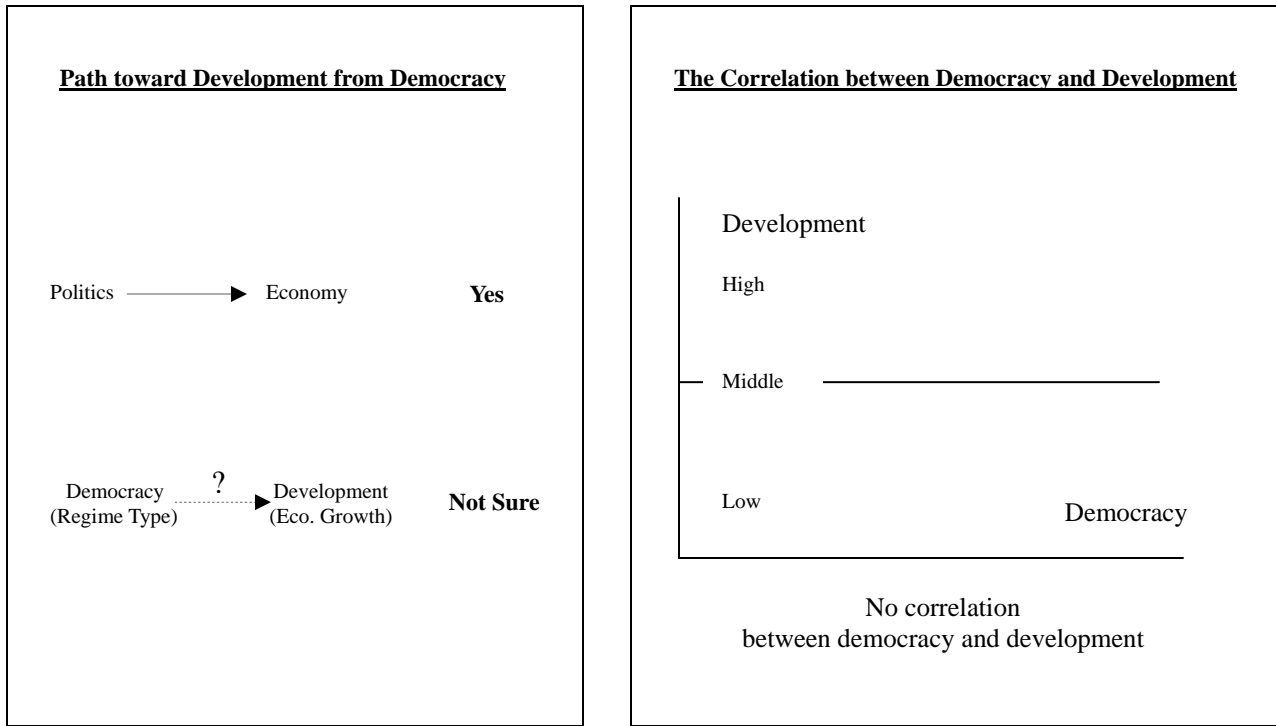 Path toward Development from Democracy
Politics Economy Yes
?
Democracy Development Not Sure
(Regime Type) (Eco. Growth)
The Correlation between Democracy and Development
Development
High
Middle
Low
Democracy
No correlation
between democracy and development